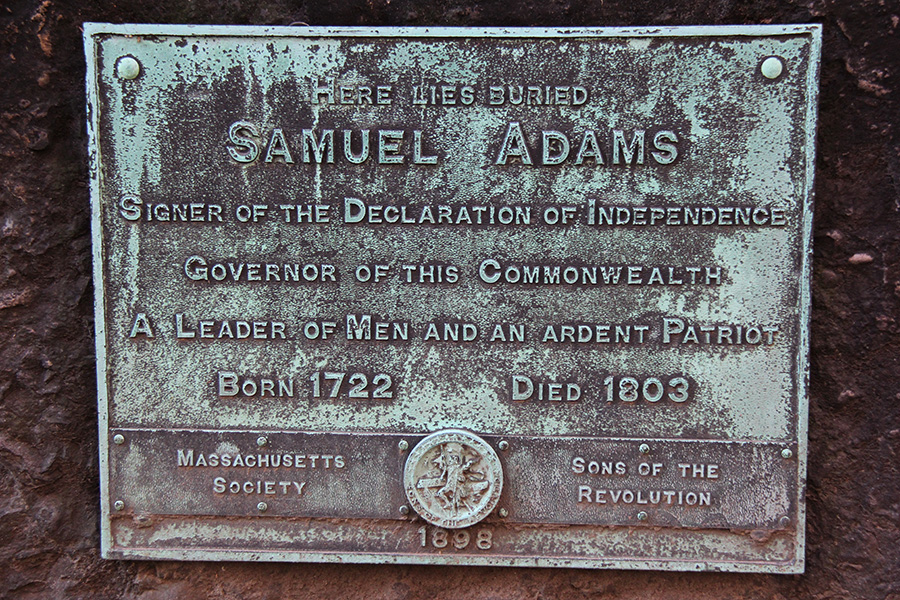 Here lies buried
Samuel Adams
Signer of the Declaration of Independence
Governor of this Commonwealth
A Leader of Men and an ardent Patriot
Born 1722 Died 1803
Massachusetts
Society
Sons of the
Revolution
1898